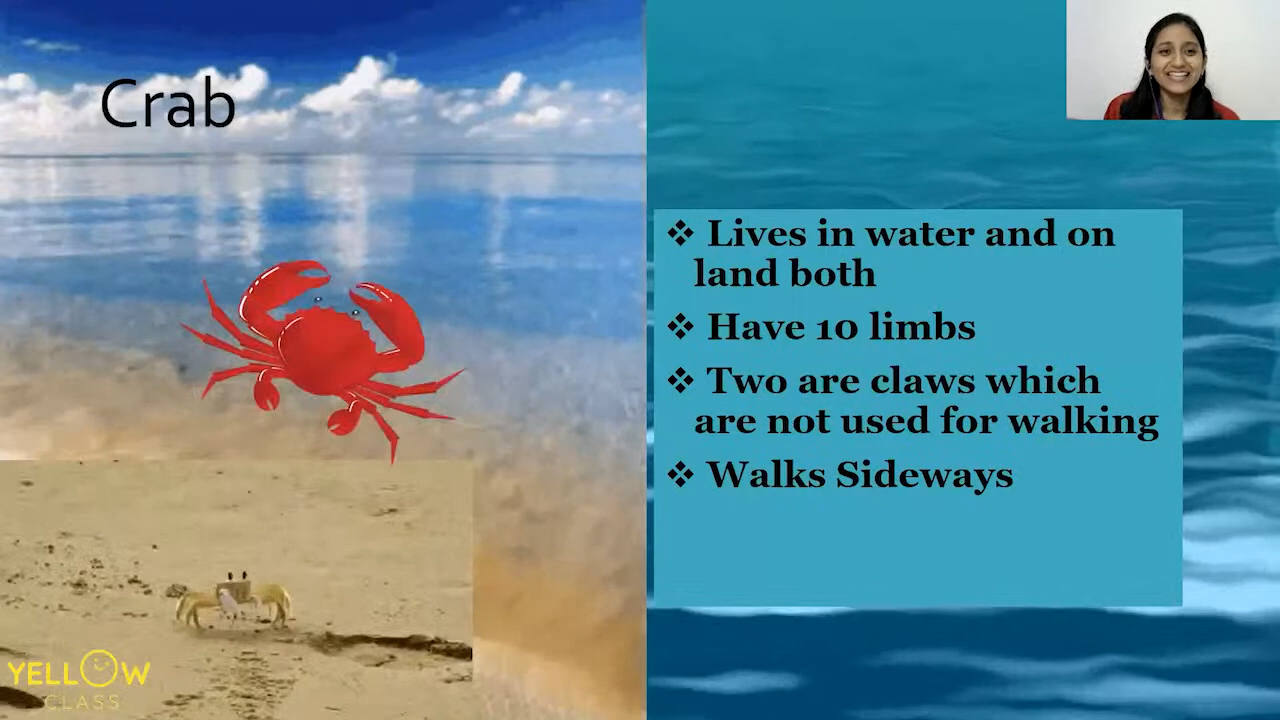 Crab
❖ Lives in water and on
land both
❖ Have 10 limbs
❖ Two are claws which
are not used for walking
❖ Walks Sideways
YELLOW
CLASS